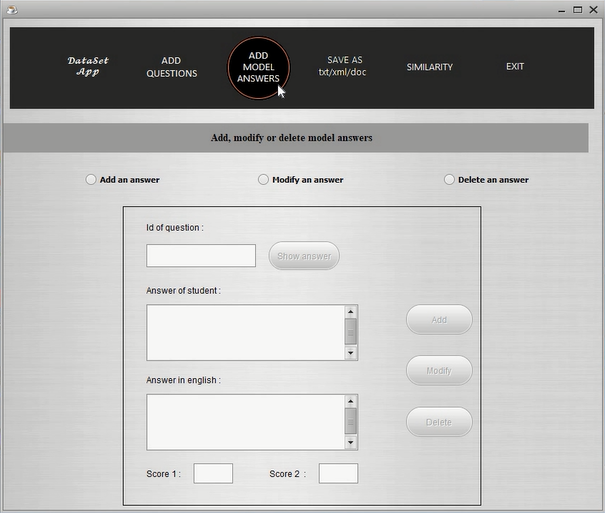 DataSet
App
ADD
QUESTIONS
ADD
MODEL
ANSWERS
SAVE AS
txt/xml/doc
SIMILARITY
EXIT
Add, modify or delete model answers
Add an answer
Modify an answer
Delete an answer
Id of question :
Show answer
Answer of student :
Add
Modify
Answer in english :
Delete
Score 1 :
Score 2 :